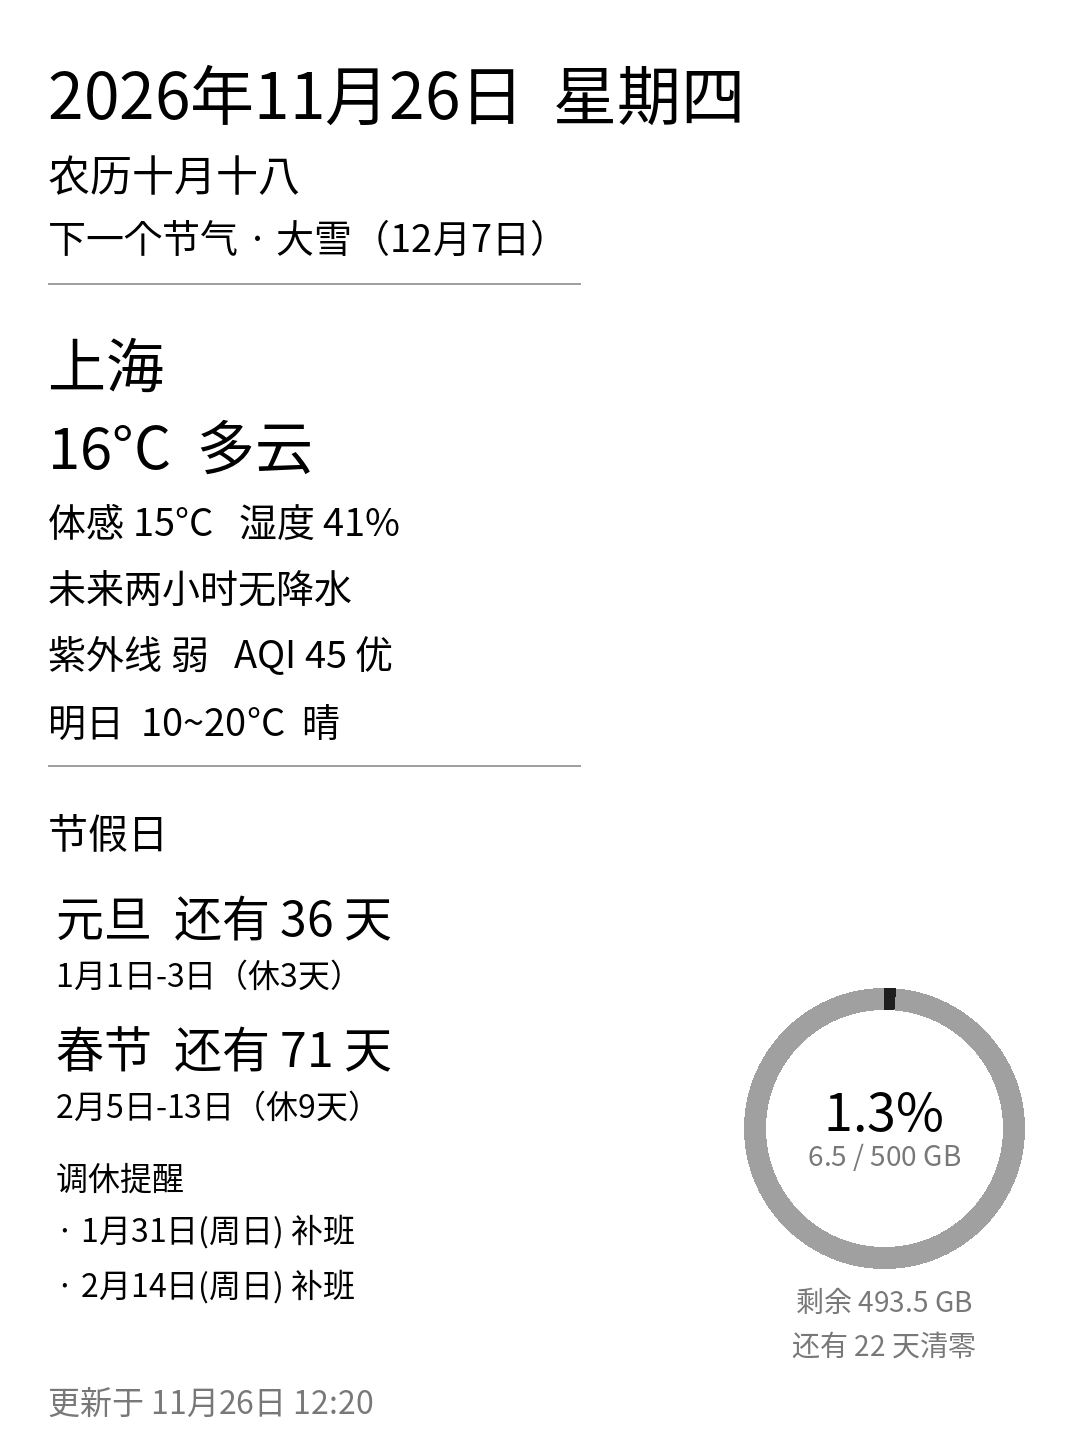 2026年11月26日 星期四
农历十月十八
下一个节气 · 大雪（12月7日）
上海
16°C 多云
体感 15°C 湿度 41%
未来两小时无降水
紫外线 弱 AQI 45 优
明日 10~20°C 晴
节假日
元旦 还有 36 天
1月1日-3日（休3天）
春节 还有 71 天
2月5日-13日（休9天）
调休提醒
· 1月31日(周日) 补班
· 2月14日(周日) 补班
1.3%
6.5 / 500 GB
剩余 493.5 GB
还有 22 天清零
更新于 11月26日 12:20